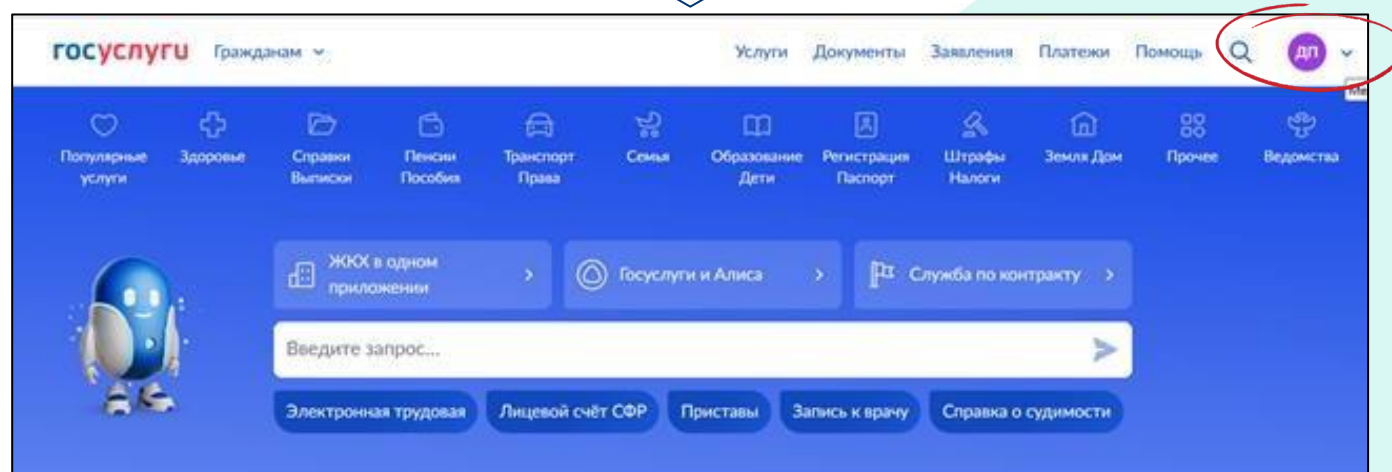 госуслуги Гражданам Услуги Документы Заявления Платежи Помощь ДП
Ме
Популярные услуги
Здоровье
Справки Выписки
Пенсии Пособия
Транспорт Права
Семья
Образование Дети
Регистрация Паспорт
Штрафы Налоги
Земля Дом
Прочее
Ведомства
ЖКХ в одном
приложении
Госуслуги и Алиса
Служба по контракту
Введите запрос...
Электронная трудовая Лицевой счёт СФР Приставы Запись к врачу Справка о судимости